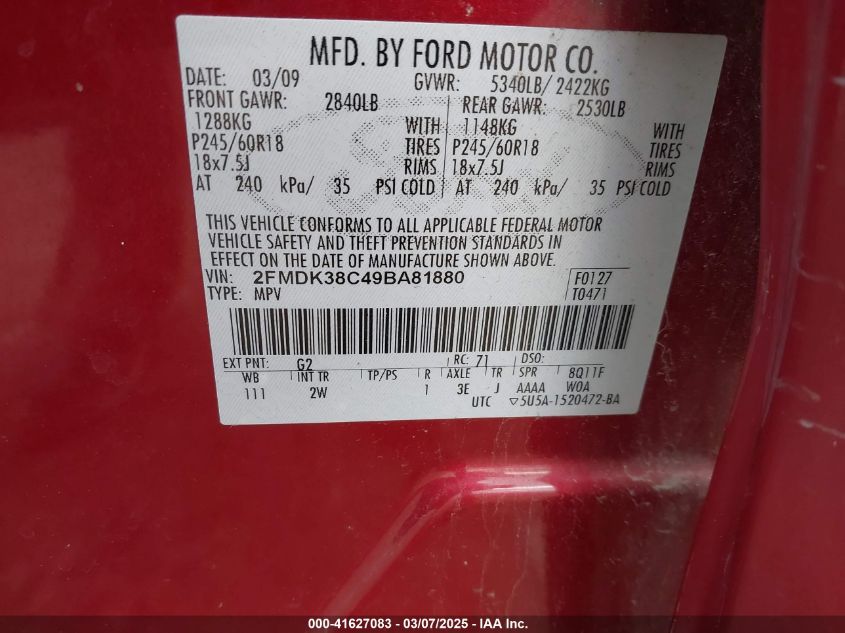 MFD. BY FORD MOTOR CO.
DATE: 03/09 GVWR: 5340LB/ 2422KG
FRONT GAWR: 2840LB REAR GAWR: 2530LB
1288KG WITH 1148KG WITH
P245/60R18 TIRES P245/60R18 TIRES
18x7.5J RIMS 18x7.5J RIMS
AT 240 kPa/ 35 PSI COLD AT 240 kPa/ 35 PSI COLD
THIS VEHICLE CONFORMS TO ALL APPLICABLE FEDERAL MOTOR
VEHICLE SAFETY AND THEFT PREVENTION STANDARDS IN
EFFECT ON THE DATE OF MANUFACTURE SHOWN ABOVE.
VIN: 2FMDK38C49BA81880 F0127
TYPE: MPV T0471
EXT PNT: G2 RC: 71 DSO:
WB INT TR TP/PS R AXLE TR SPR 8Q11F
111 2W 1 3E J AAAA W0A
UTC ▽5U5A-1520472-BA
000-41627083 - 03/07/2025 - IAA Inc.